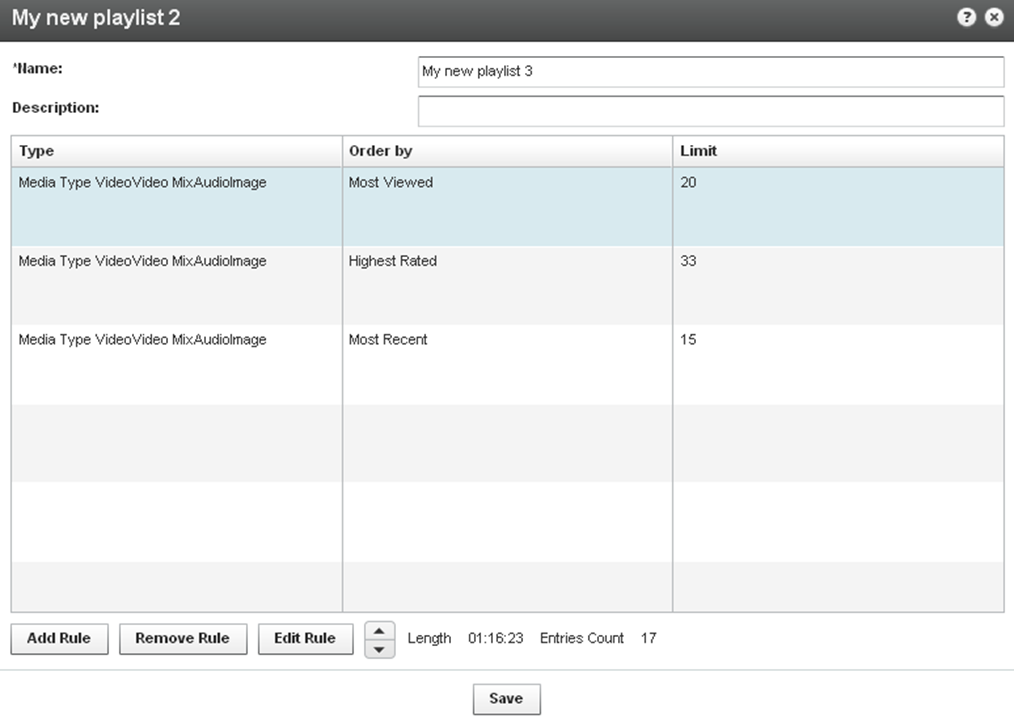 My new playlist 2
*Name:
My new playlist 3
Description:
Type Order by Limit
Media Type VideoVideo MixAudioImage Most Viewed 20
Media Type VideoVideo MixAudioImage Highest Rated 33
Media Type VideoVideo MixAudioImage Most Recent 15
Add Rule Remove Rule Edit Rule Length 01:16:23 Entries Count 17
Save